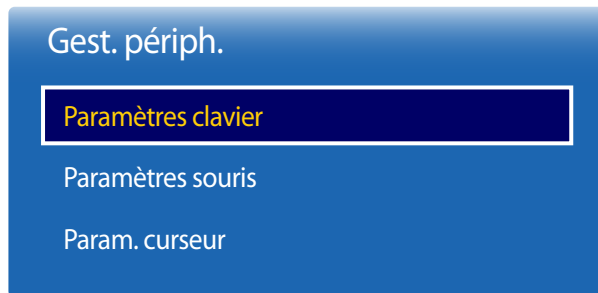 Gest. périph.
Paramètres clavier
Paramètres souris
Param. curseur